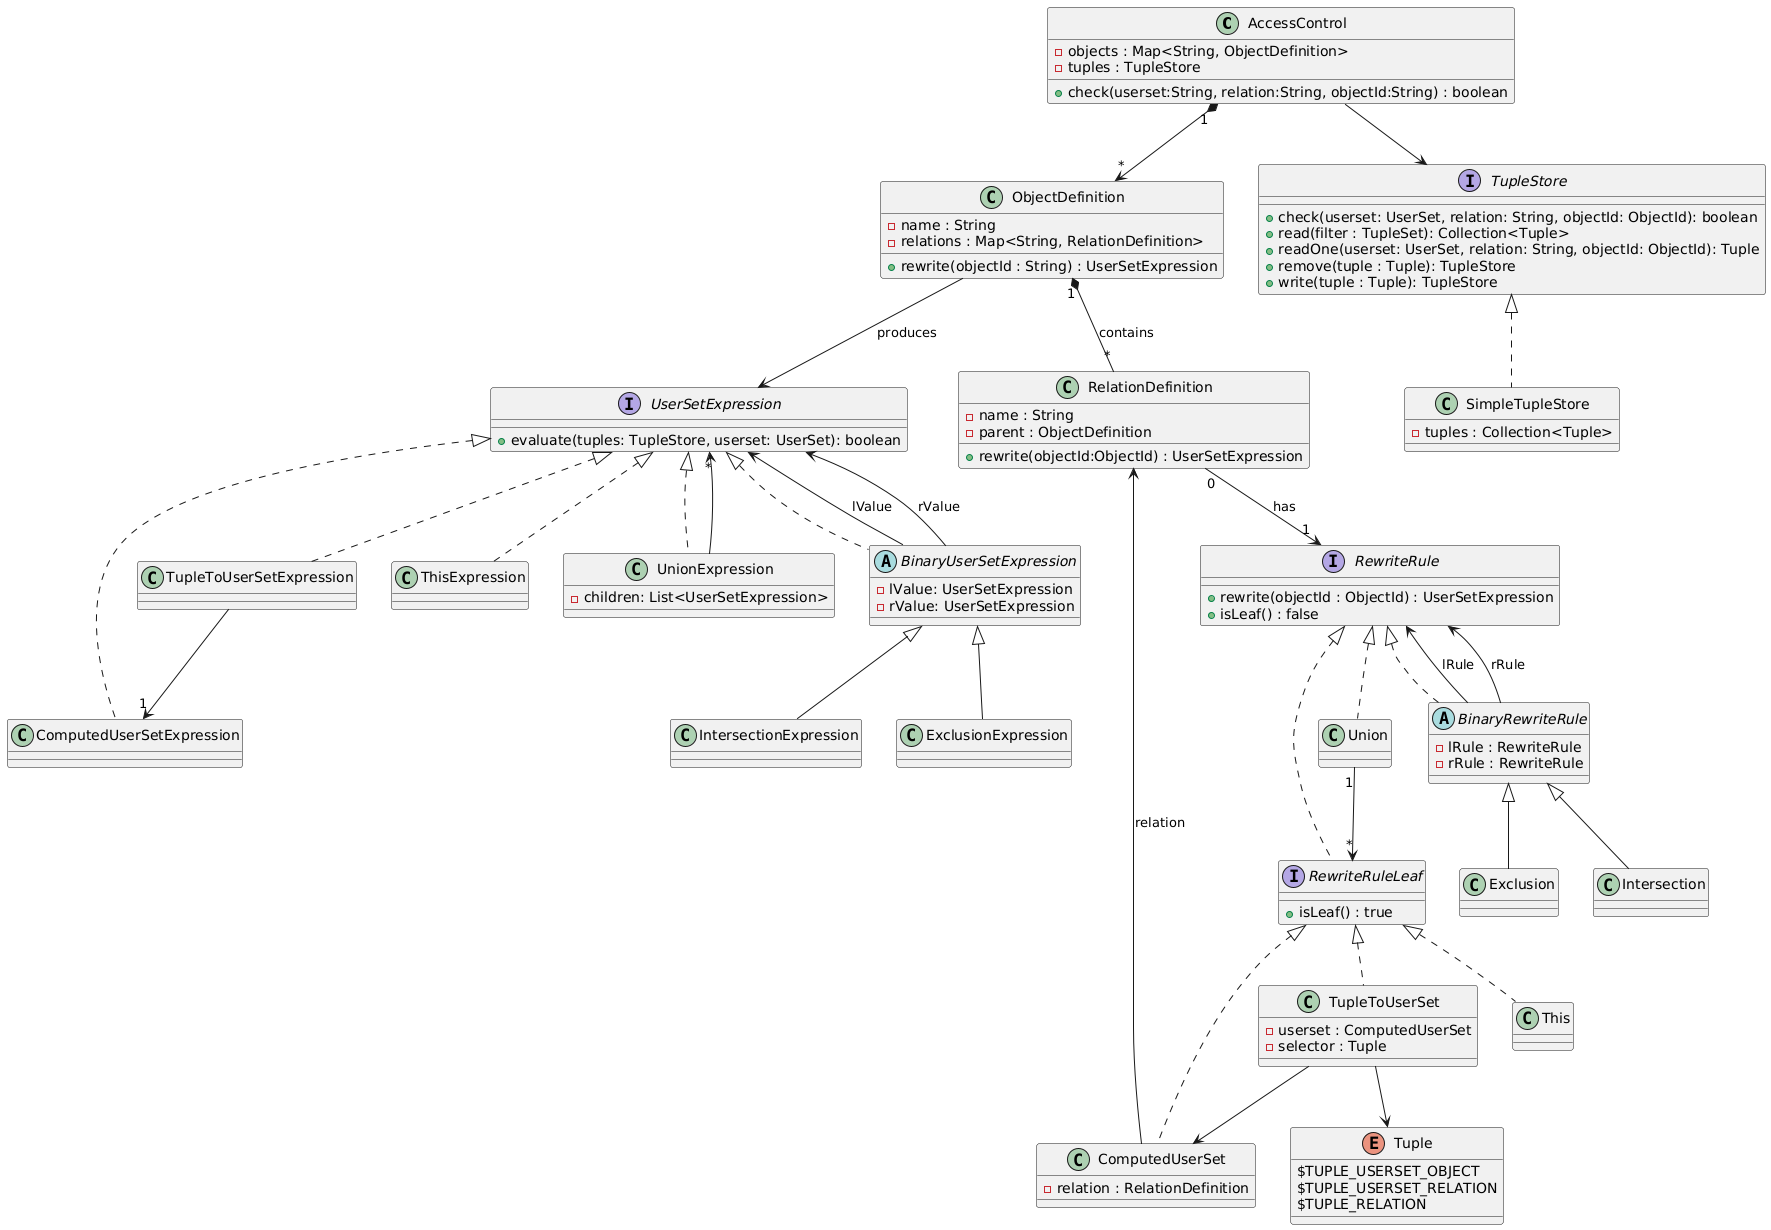 C AccessControl
objects : Map<String, ObjectDefinition>
tuples : TupleStore
check(userset:String, relation:String, objectId:String) : boolean
1
*
C ObjectDefinition
name : String
relations : Map<String, RelationDefinition>
rewrite(objectId : String) : UserSetExpression
I TupleStore
check(userset: UserSet, relation: String, objectId: ObjectId): boolean
read(filter : TupleSet): Collection<Tuple>
readOne(userset: UserSet, relation: String, objectId: ObjectId): Tuple
remove(tuple : Tuple): TupleStore
write(tuple : Tuple): TupleStore
1
produces
contains
*
I UserSetExpression
evaluate(tuples: TupleStore, userset: UserSet): boolean
C RelationDefinition
name : String
parent : ObjectDefinition
rewrite(objectId:ObjectId) : UserSetExpression
C SimpleTupleStore
tuples : Collection<Tuple>
*
lValue
rValue
0
has
1
C TupleToUserSetExpression
C ThisExpression
C UnionExpression
children: List<UserSetExpression>
A BinaryUserSetExpression
lValue: UserSetExpression
rValue: UserSetExpression
I RewriteRule
rewrite(objectId : ObjectId) : UserSetExpression
isLeaf() : false
lRule
rRule
1
C ComputedUserSetExpression
C IntersectionExpression
C ExclusionExpression
C Union
A BinaryRewriteRule
lRule : RewriteRule
rRule : RewriteRule
1
relation
*
I RewriteRuleLeaf
isLeaf() : true
C Exclusion
C Intersection
C TupleToUserSet
userset : ComputedUserSet
selector : Tuple
C This
C ComputedUserSet
relation : RelationDefinition
E Tuple
$TUPLE_USERSET_OBJECT
$TUPLE_USERSET_RELATION
$TUPLE_RELATION